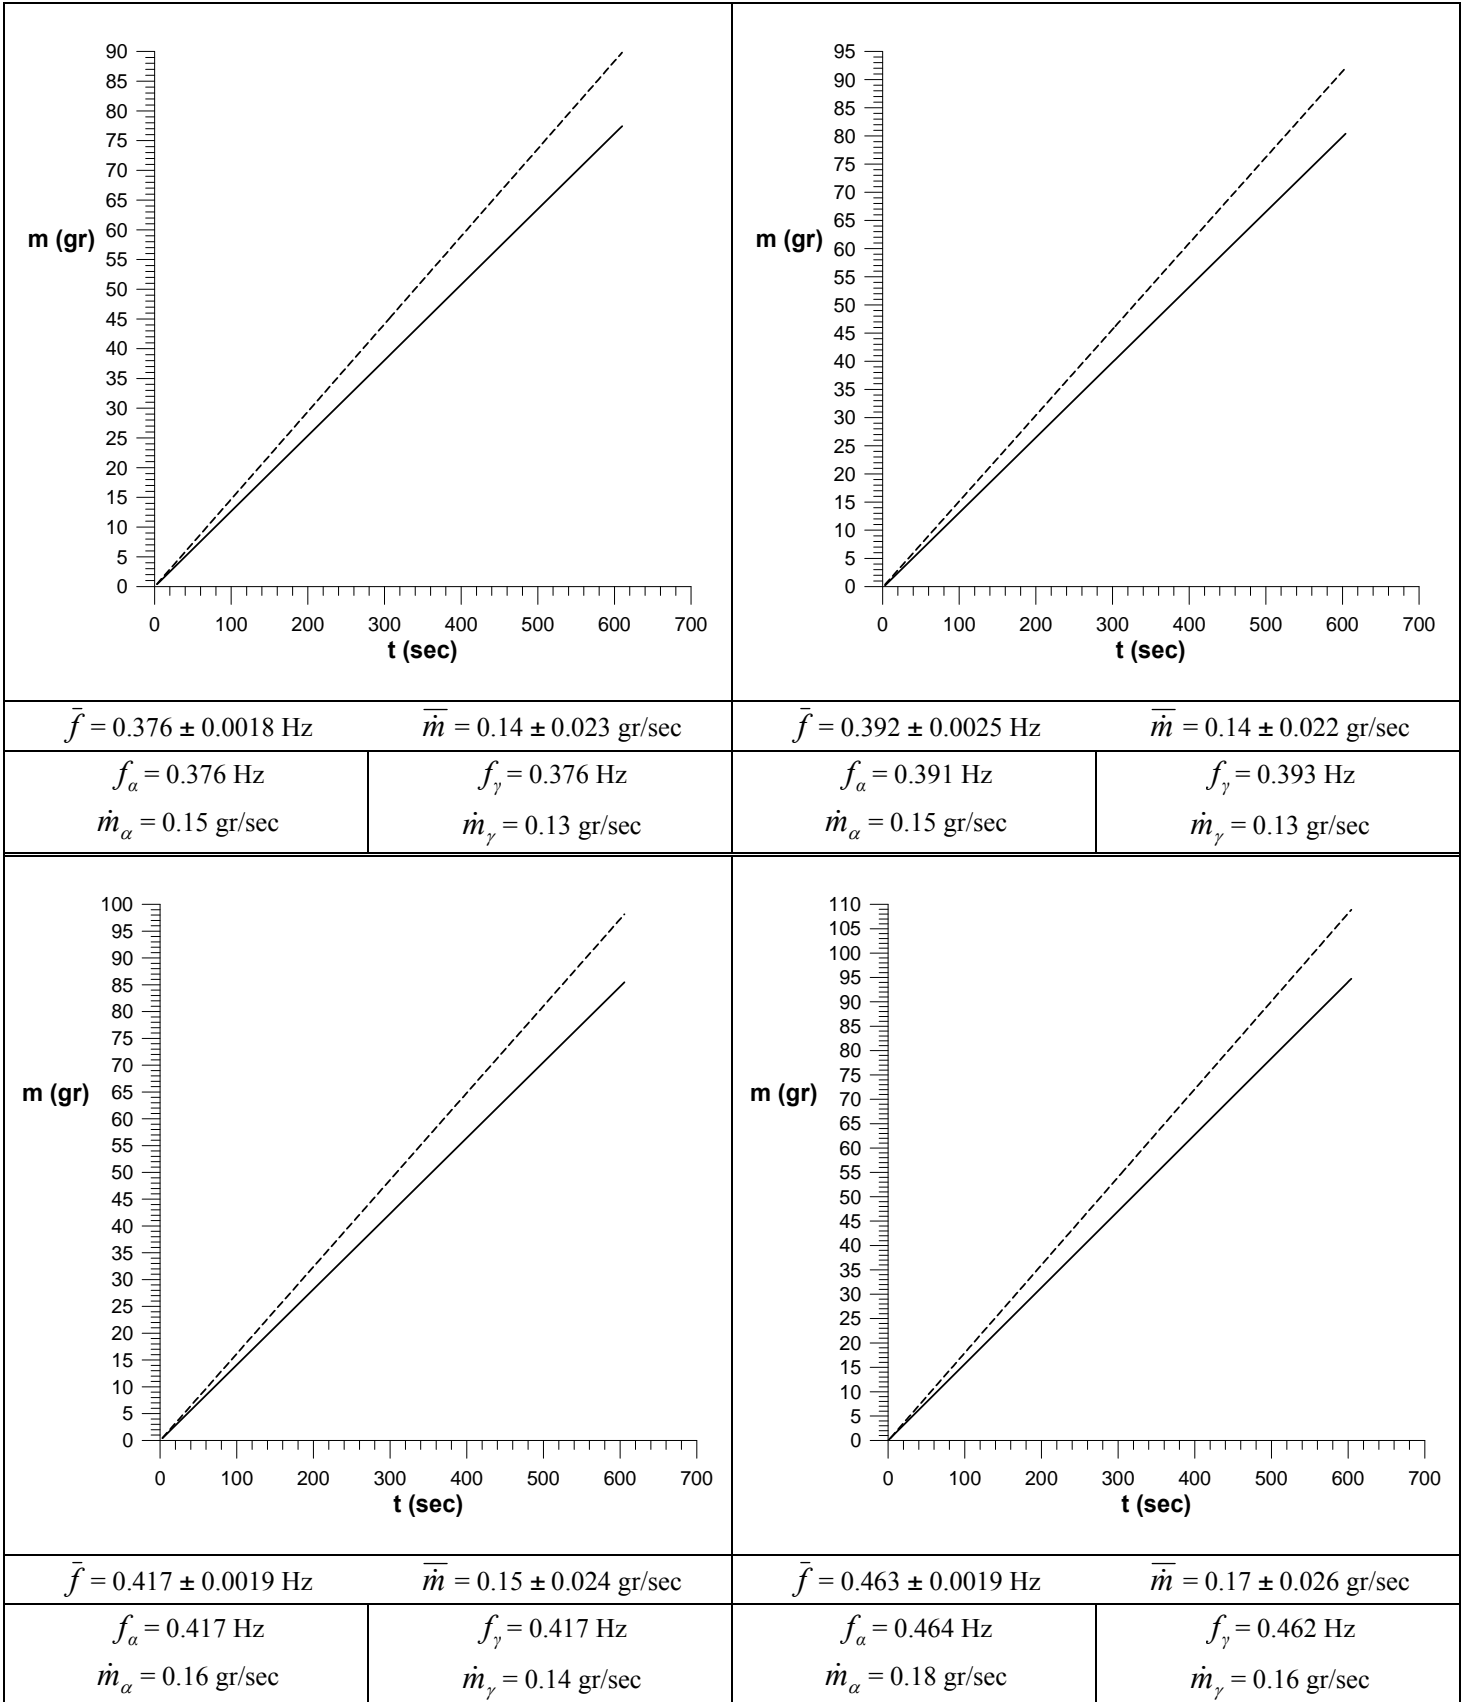 90
85
80
75
70
65
60
55
50
45
40
35
30
25
20
15
10
5
0
m (gr)
0 100 200 300 400 500 600 700
t (sec)
95
90
85
80
75
70
65
60
55
50
45
40
35
30
25
20
15
10
5
0
m (gr)
0 100 200 300 400 500 600 700
t (sec)
f̄ = 0.376 ± 0.0018 Hz ṁ̅ = 0.14 ± 0.023 gr/sec
f̄ = 0.392 ± 0.0025 Hz ṁ̅ = 0.14 ± 0.022 gr/sec
f_α = 0.376 Hz
ṁ_α = 0.15 gr/sec
f_γ = 0.376 Hz
ṁ_γ = 0.13 gr/sec
f_α = 0.391 Hz
ṁ_α = 0.15 gr/sec
f_γ = 0.393 Hz
ṁ_γ = 0.13 gr/sec
100
95
90
85
80
75
70
65
60
55
50
45
40
35
30
25
20
15
10
5
0
m (gr)
0 100 200 300 400 500 600 700
t (sec)
110
105
100
95
90
85
80
75
70
65
60
55
50
45
40
35
30
25
20
15
10
5
0
m (gr)
0 100 200 300 400 500 600 700
t (sec)
f̄ = 0.417 ± 0.0019 Hz ṁ̅ = 0.15 ± 0.024 gr/sec
f̄ = 0.463 ± 0.0019 Hz ṁ̅ = 0.17 ± 0.026 gr/sec
f_α = 0.417 Hz
ṁ_α = 0.16 gr/sec
f_γ = 0.417 Hz
ṁ_γ = 0.14 gr/sec
f_α = 0.464 Hz
ṁ_α = 0.18 gr/sec
f_γ = 0.462 Hz
ṁ_γ = 0.16 gr/sec